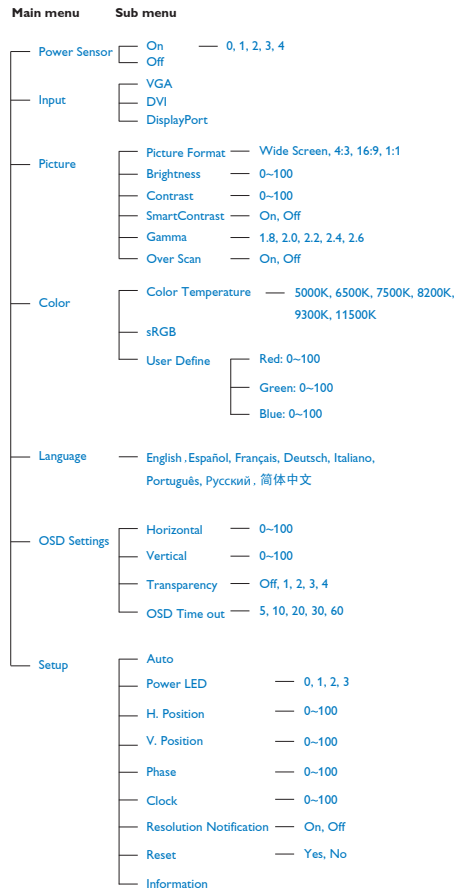 Main menu Sub menu
Power Sensor On 0, 1, 2, 3, 4
Off
Input VGA
DVI
DisplayPort
Picture Picture Format Wide Screen, 4:3, 16:9, 1:1
Brightness 0~100
Contrast 0~100
SmartContrast On, Off
Gamma 1.8, 2.0, 2.2, 2.4, 2.6
Over Scan On, Off
Color Color Temperature 5000K, 6500K, 7500K, 8200K,
9300K, 11500K
sRGB
User Define Red: 0~100
Green: 0~100
Blue: 0~100
Language English , Español, Français, Deutsch, Italiano,
Português, Русский , 简体中文
OSD Settings Horizontal 0~100
Vertical 0~100
Transparency Off, 1, 2, 3, 4
OSD Time out 5, 10, 20, 30, 60
Setup Auto
Power LED 0, 1, 2, 3
H. Position 0~100
V. Position 0~100
Phase 0~100
Clock 0~100
Resolution Notification On, Off
Reset Yes, No
Information